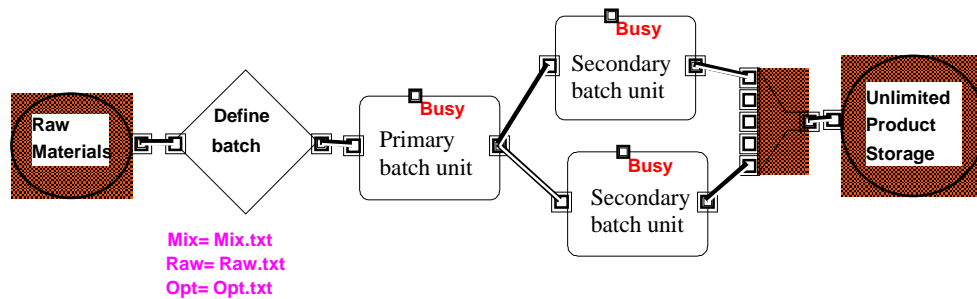 Raw
Materials
Define
batch
Mix= Mix.txt
Raw= Raw.txt
Opt= Opt.txt
Busy
Primary
batch unit
Busy
Secondary
batch unit
Busy
Secondary
batch unit
Unlimited
Product
Storage